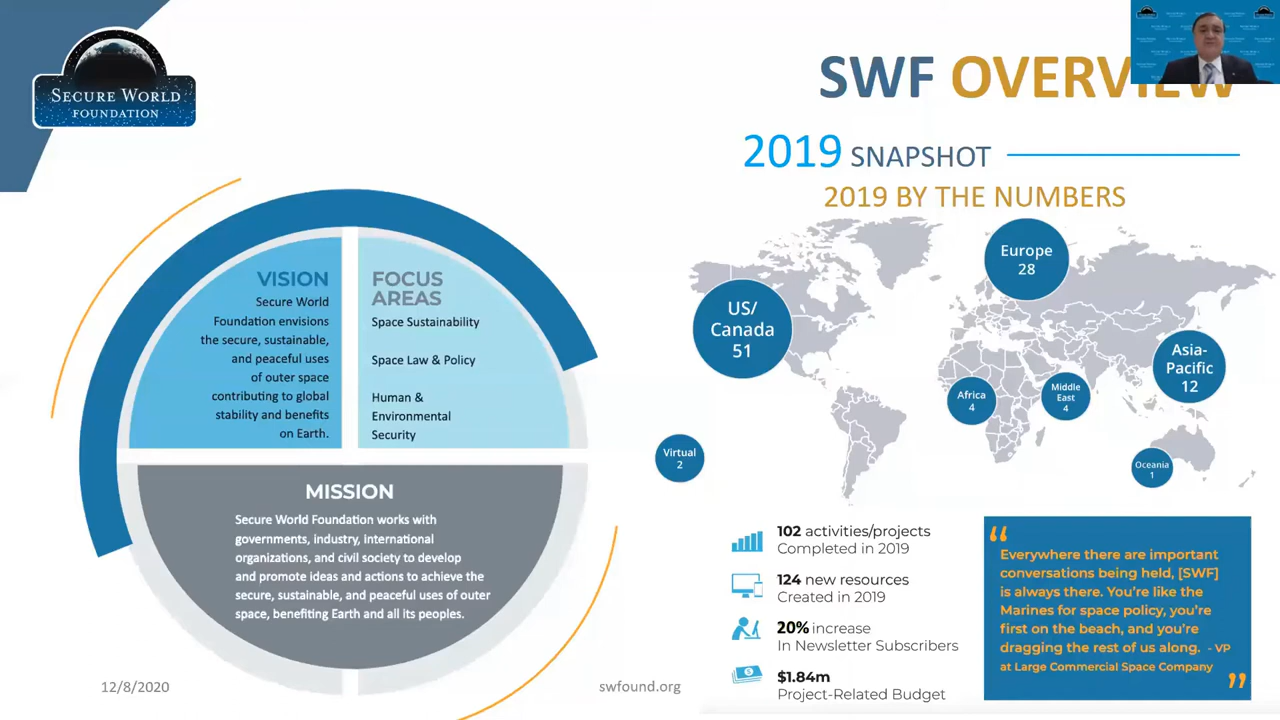 SECURE WORLD
FOUNDATION
SWF OVERVIEW
2019 SNAPSHOT
2019 BY THE NUMBERS
VISION
Secure World
Foundation envisions
the secure, sustainable,
and peaceful uses
of outer space
contributing to global
stability and benefits
on Earth.
FOCUS
AREAS
Space Sustainability
Space Law & Policy
Human &
Environmental
Security
MISSION
Secure World Foundation works with
governments, industry, international
organizations, and civil society to develop
and promote ideas and actions to achieve the
secure, sustainable, and peaceful uses of outer
space, benefiting Earth and all its peoples.
US/
Canada
51
Europe
28
Asia-
Pacific
12
Africa
4
Middle
East
4
Virtual
2
Oceania
1
102 activities/projects
Completed in 2019
124 new resources
Created in 2019
20% increase
In Newsletter Subscribers
$1.84m
Project-Related Budget
“
Everywhere there are important
conversations being held, [SWF]
is always there. You're like the
Marines for space policy, you're
first on the beach, and you're
dragging the rest of us along. - VP
at Large Commercial Space Company
”
12/8/2020
swfound.org